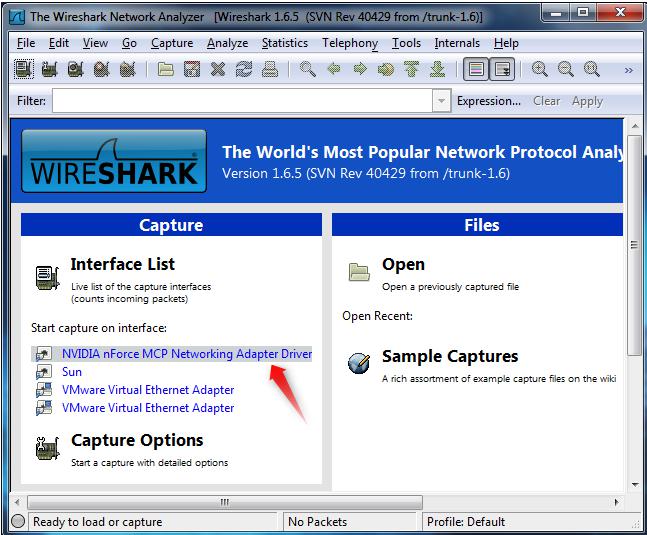 The Wireshark Network Analyzer [Wireshark 1.6.5 (SVN Rev 40429 from /trunk-1.6)]
File Edit View Go Capture Analyze Statistics Telephony Tools Internals Help
Filter: Expression... Clear Apply
WIRESHARK
The World's Most Popular Network Protocol Analy
Version 1.6.5 (SVN Rev 40429 from /trunk-1.6)
Capture
Interface List
Live list of the capture interfaces
(counts incoming packets)
Start capture on interface:
NVIDIA nForce MCP Networking Adapter Driver
Sun
VMware Virtual Ethernet Adapter
VMware Virtual Ethernet Adapter
Capture Options
Start a capture with detailed options
Files
Open
Open a previously captured file
Open Recent:
Sample Captures
A rich assortment of example capture files on the wiki
Ready to load or capture
No Packets
Profile: Default